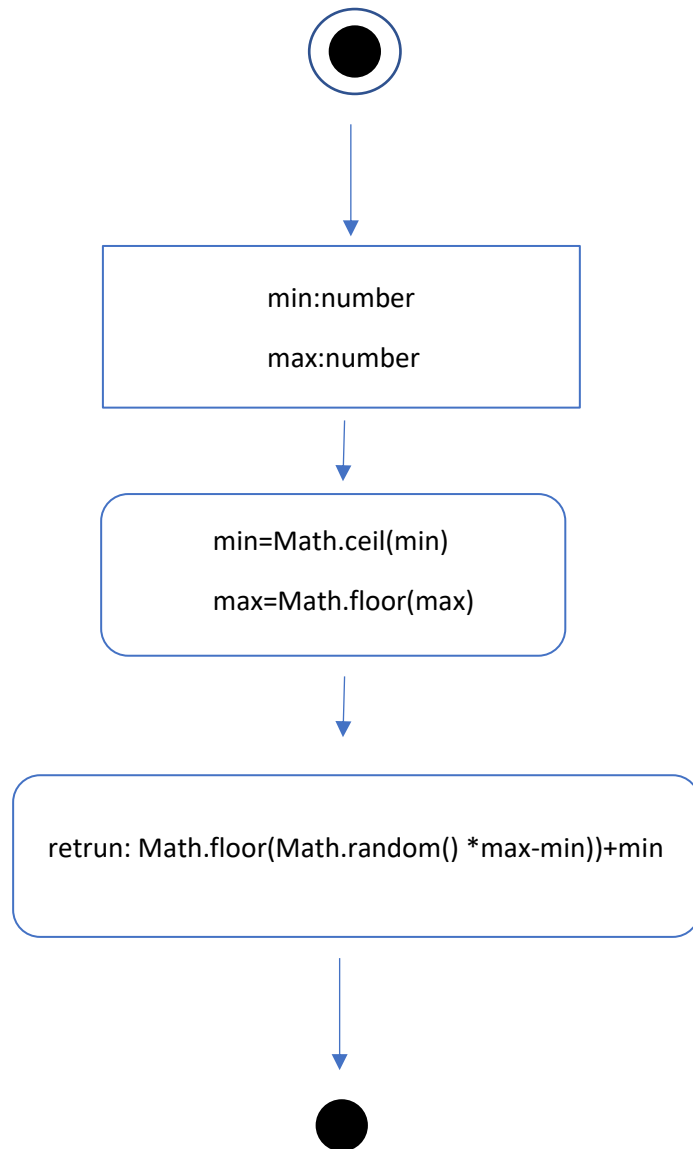 min:number
max:number
min=Math.ceil(min)
max=Math.floor(max)
retrun: Math.floor(Math.random() *max-min))+min